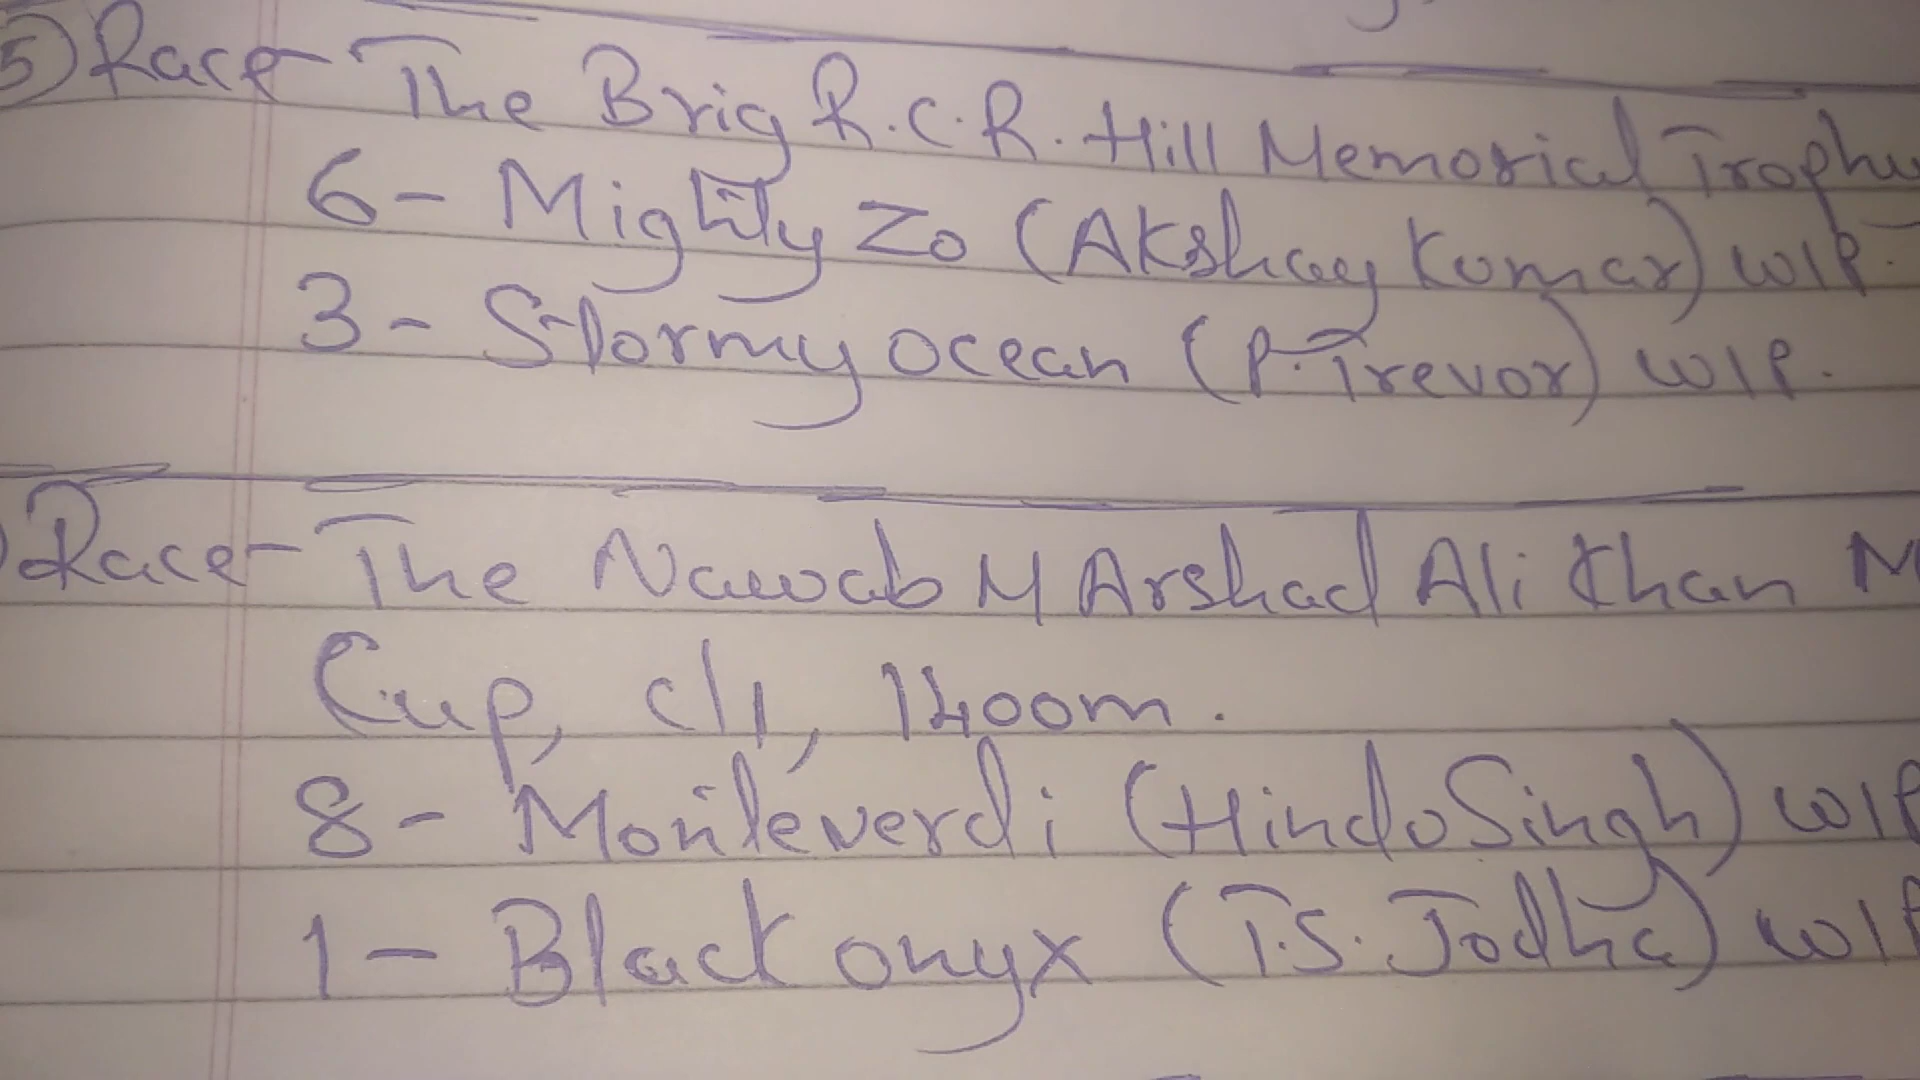 5) Race- The Brig R.C.R. Hill Memorial Trophy
6- Mighty Zo (Akshay Kumar) W/P.
3- Stormy ocean (P. Trevor) W/P.
Race- The Nawab M Arshad Ali Khan M
Cup, c/1, 1400m.
8- Monteverdi (Hindo Singh) W/P
1- Black onyx (T.S. Jodha) W/P